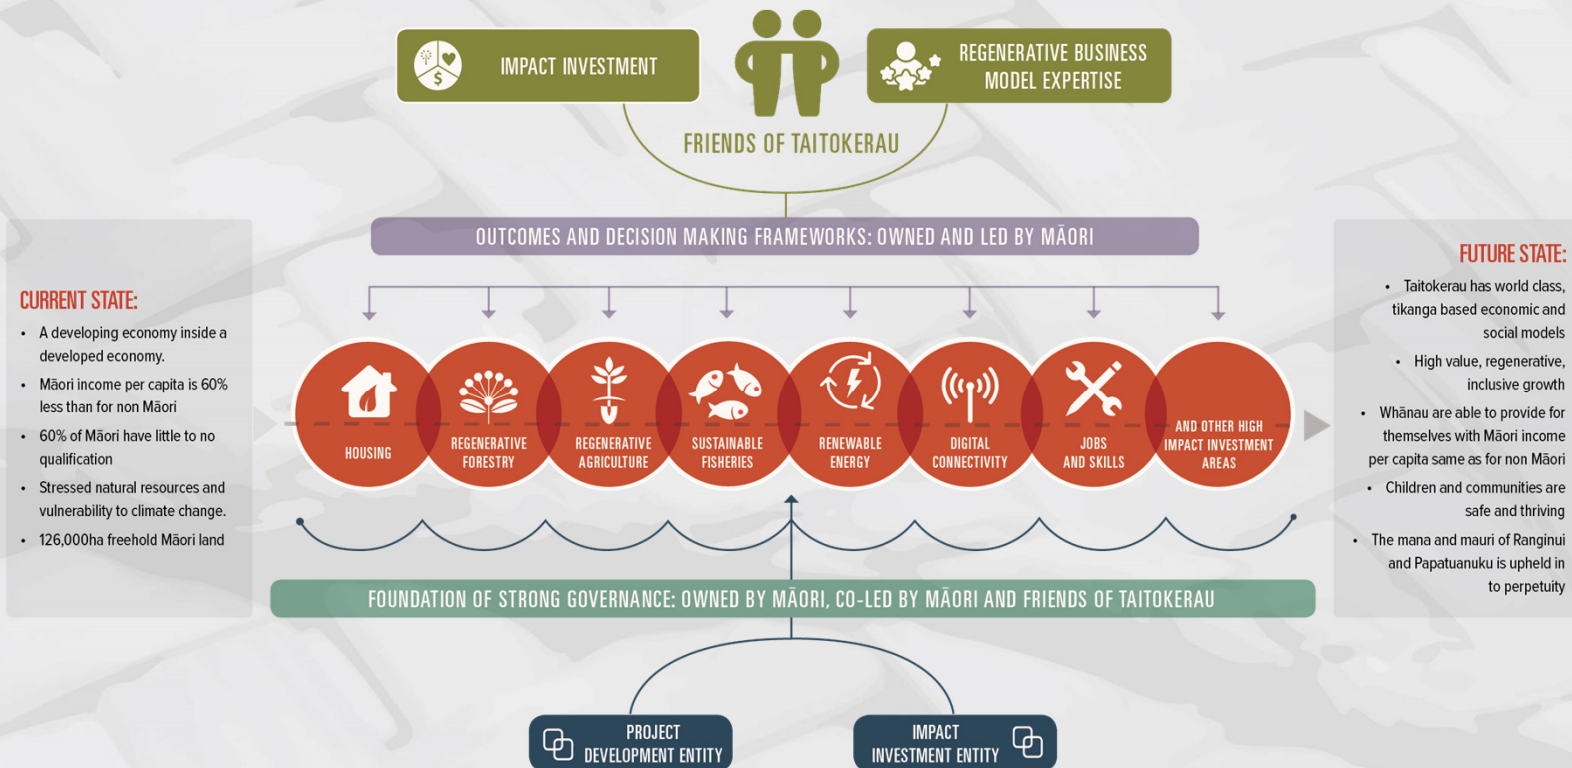 IMPACT INVESTMENT
REGENERATIVE BUSINESS
MODEL EXPERTISE
$
FRIENDS OF TAITOKERAU
OUTCOMES AND DECISION MAKING FRAMEWORKS: OWNED AND LED BY MĀORI
CURRENT STATE:
• A developing economy inside a
developed economy.
• Māori income per capita is 60%
less than for non Māori
• 60% of Māori have little to no
qualification
• Stressed natural resources and
vulnerability to climate change.
• 126,000ha freehold Māori land
HOUSING
REGENERATIVE
FORESTRY
REGENERATIVE
AGRICULTURE
SUSTAINABLE
FISHERIES
RENEWABLE
ENERGY
DIGITAL
CONNECTIVITY
JOBS
AND SKILLS
AND OTHER HIGH
IMPACT INVESTMENT
AREAS
FUTURE STATE:
• Taitokerau has world class,
tikanga based economic and
social models
• High value, regenerative,
inclusive growth
• Whānau are able to provide for
themselves with Māori income
per capita same as for non Māori
• Children and communities are
safe and thriving
• The mana and mauri of Ranginui
and Papatuanuku is upheld in
to perpetuity
FOUNDATION OF STRONG GOVERNANCE: OWNED BY MĀORI, CO-LED BY MĀORI AND FRIENDS OF TAITOKERAU
PROJECT
DEVELOPMENT ENTITY
IMPACT
INVESTMENT ENTITY